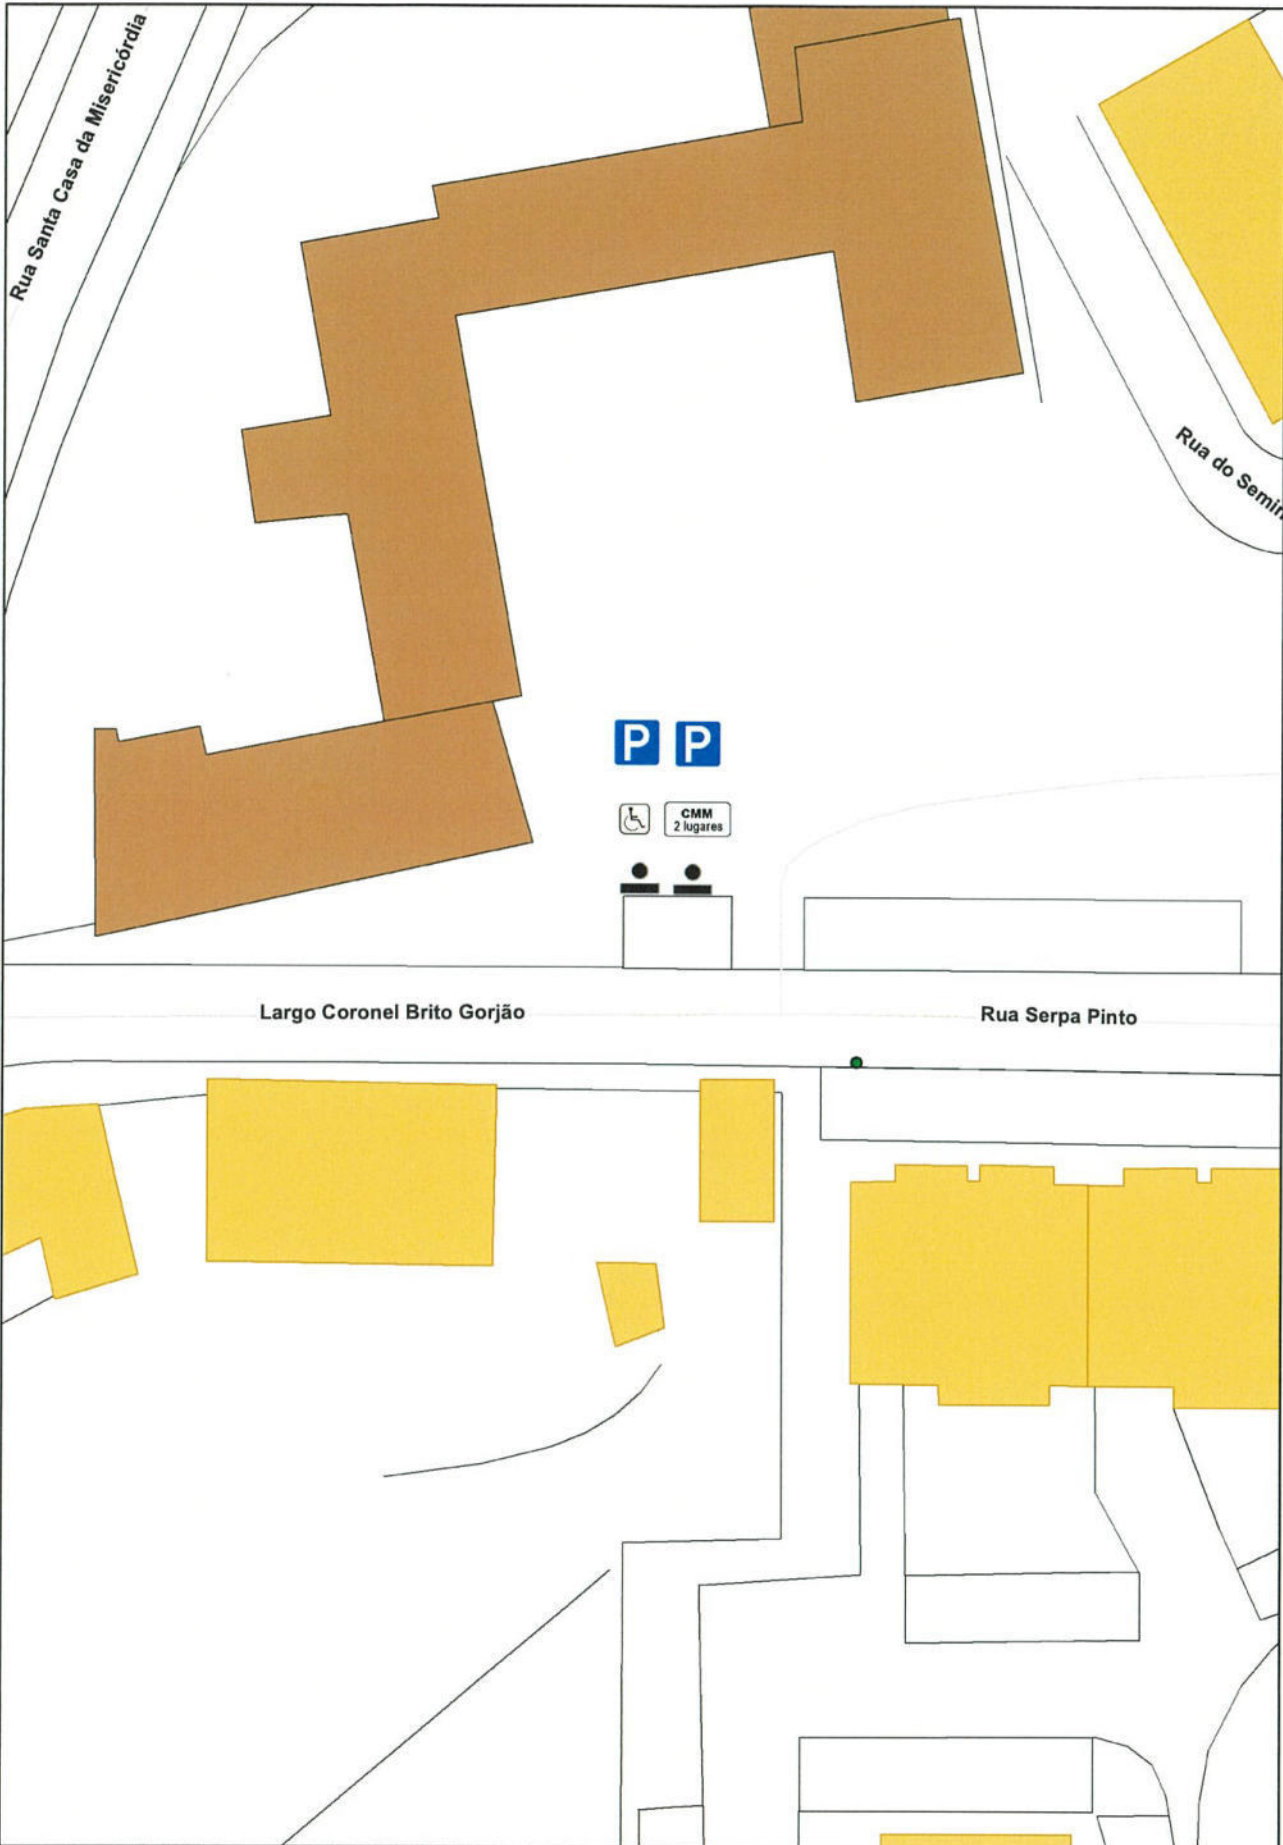 Rua Santa Casa da Misericórdia
Rua do Semin
P P
CMM
2 lugares
Largo Coronel Brito Gorjão
Rua Serpa Pinto